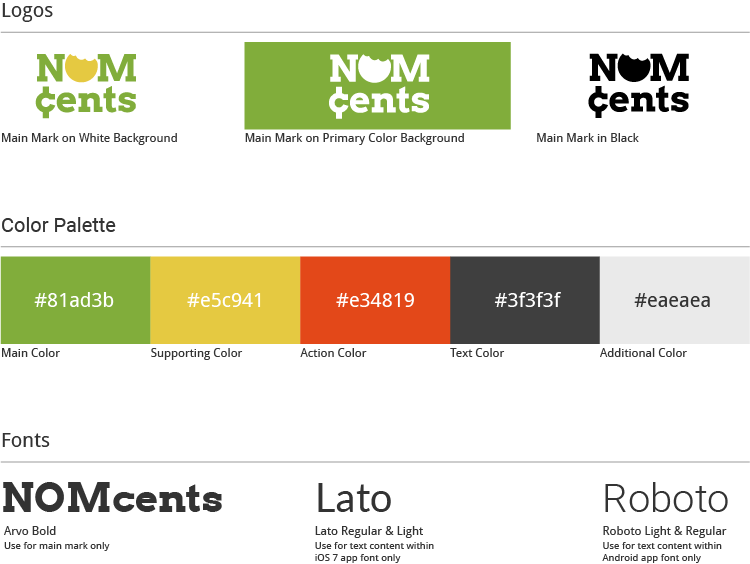 Logos
NOM
¢ents
NOM
¢ents
NOM
¢ents
Main Mark on White Background
Main Mark on Primary Color Background
Main Mark in Black
Color Palette
#81ad3b
#e5c941
#e34819
#3f3f3f
#eaeaea
Main Color
Supporting Color
Action Color
Text Color
Additional Color
Fonts
NOMcents
Arvo Bold
Use for main mark only
Lato
Lato Regular & Light
Use for text content within
iOS 7 app font only
Roboto
Roboto Light & Regular
Use for text content within
Android app font only